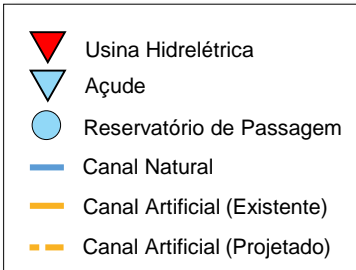 Usina Hidrelétrica
Açude
Reservatório de Passagem
Canal Natural
Canal Artificial (Existente)
Canal Artificial (Projetado)